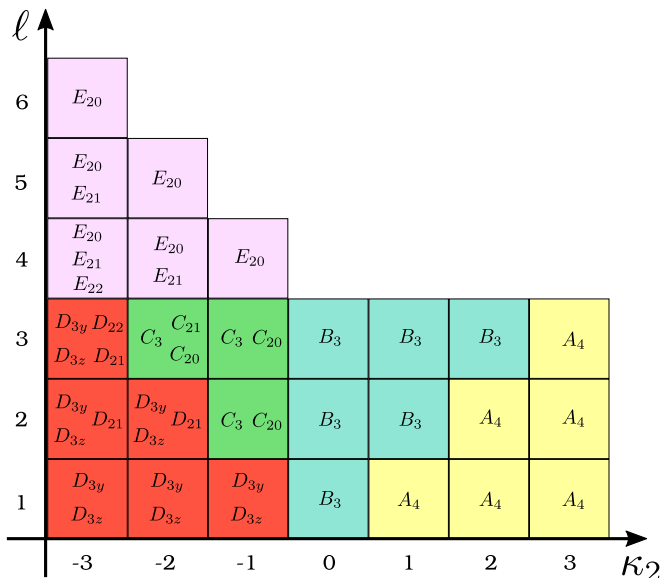 ℓ
6 E₂₀
5 E₂₀ E₂₁ E₂₀
4 E₂₀ E₂₁ E₂₂ E₂₀ E₂₁ E₂₀
3 D₃y D₂₂ D₃z D₂₁ C₃ C₂₁ C₂₀ C₃ C₂₀ B₃ B₃ B₃ A₄
2 D₃y D₂₁ D₃z D₃y D₂₁ D₃z C₃ C₂₀ B₃ B₃ A₄ A₄
1 D₃y D₃z D₃y D₃z D₃y D₃z B₃ A₄ A₄ A₄
-3 -2 -1 0 1 2 3 κ₂